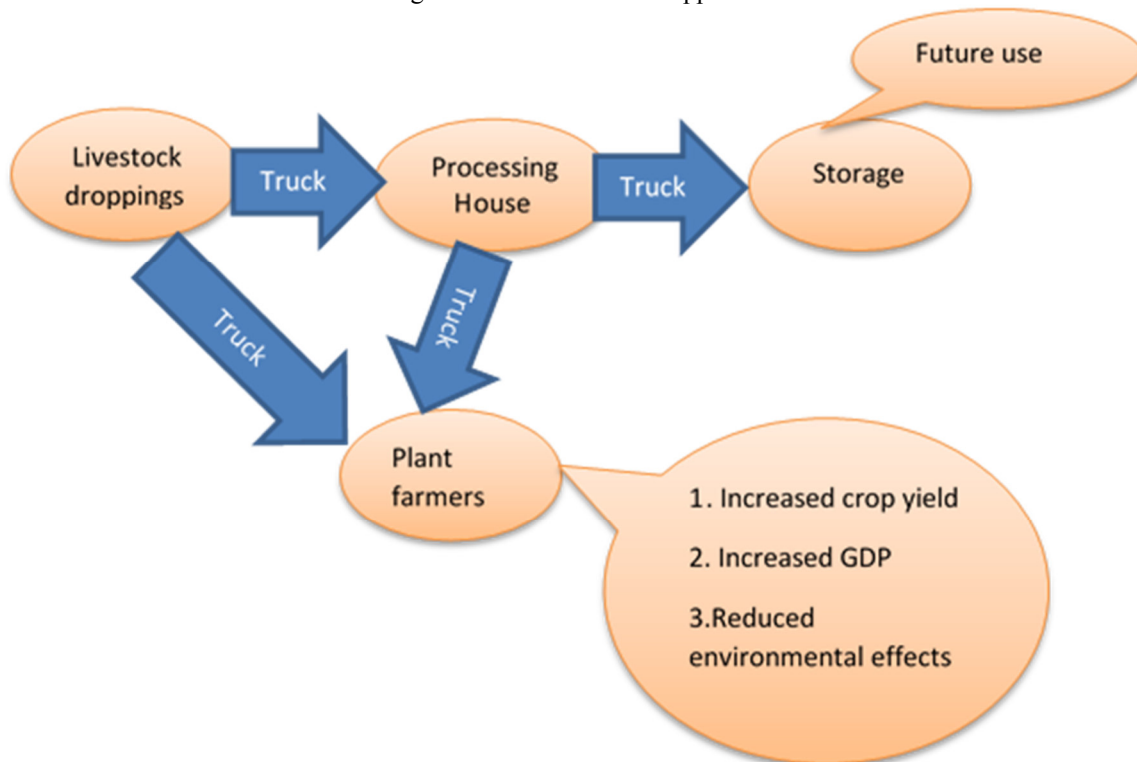 Future use
Livestock
droppings
Truck
Processing
House
Truck
Storage
Truck
Truck
Plant
farmers
1. Increased crop yield
2. Increased GDP
3.Reduced
environmental effects